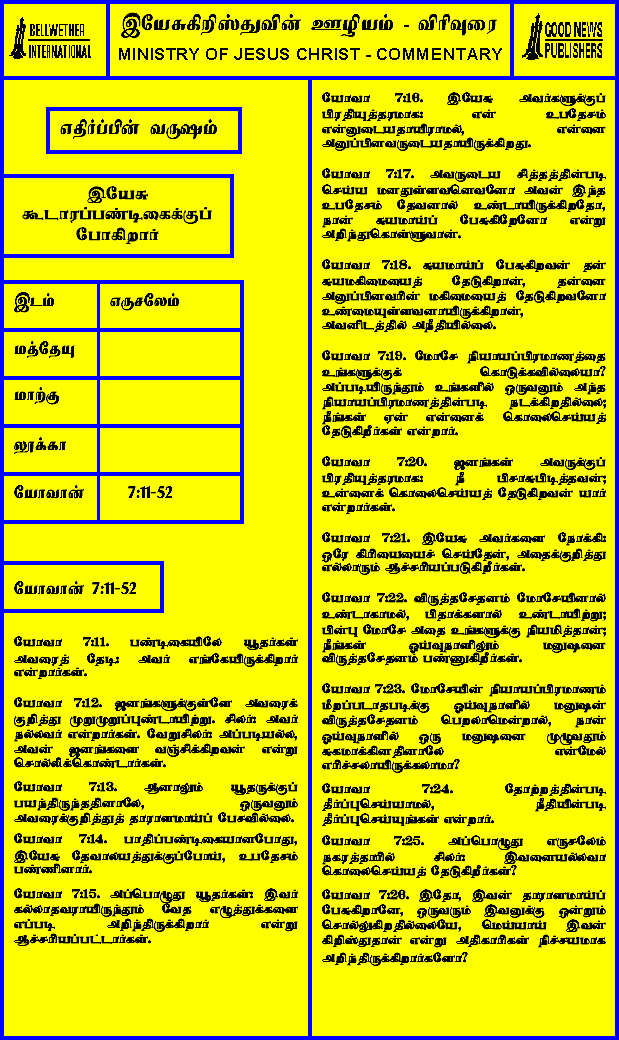 BELLWETHER
INTERNATIONAL
இயேசுகிறிஸ்துவின் ஊழியம் - விரிவுரை
MINISTRY OF JESUS CHRIST - COMMENTARY
GOOD NEWS
PUBLISHERS
எதிர்ப்பின் வருஷம்
இயேசு
கூடாரப்பண்டிகைக்குப்
போகிறார்
இடம் எருசலேம்
மத்தேயு
மாற்கு
லூக்கா
யோவான் 7:11-52
யோவான் 7:11-52
யோவா 7:11. பண்டிகையிலே யூதர்கள்
அவரைத் தேடி: அவர் எங்கேயிருக்கிறார்
என்றார்கள்.
யோவா 7:12. ஜனங்களுக்குள்ளே அவரைக்
குறித்து முறுமுறுப்புண்டாயிற்று. சிலர்: அவர்
நல்லவர் என்றார்கள். வேறுசிலர்: அப்படியல்ல,
அவன் ஜனங்களை வஞ்சிக்கிறவன் என்று
சொல்லிக்கொண்டார்கள்.
யோவா 7:13. ஆனாலும் யூதருக்குப்
பயந்திருந்ததினாலே, ஒருவனும்
அவரைக்குறித்துத் தாராளமாய்ப் பேசவில்லை.
யோவா 7:14. பாதிப்பண்டிகையானபோது,
இயேசு தேவாலயத்துக்குப்போய், உபதேசம்
பண்ணினார்.
யோவா 7:15. அப்பொழுது யூதர்கள்: இவர்
கல்லாதவராயிருந்தும் வேத எழுத்துக்களை
எப்படி அறிந்திருக்கிறார் என்று
ஆச்சரியப்பட்டார்கள்.
யோவா 7:16. இயேசு அவர்களுக்குப்
பிரதியுத்தரமாக: என் உபதேசம்
என்னுடையதாயிராமல், என்னை
அனுப்பினவருடையதாயிருக்கிறது.
யோவா 7:17. அவருடைய சித்தத்தின்படி
செய்ய மனதுள்ளவனெவனோ அவன் இந்த
உபதேசம் தேவனால் உண்டாயிருக்கிறதோ,
நான் சுயமாய்ப் பேசுகிறேனோ என்று
அறிந்துகொள்ளுவான்.
யோவா 7:18. சுயமாய்ப் பேசுகிறவன் தன்
சுயமகிமையைத் தேடுகிறான், தன்னை
அனுப்பினவரின் மகிமையைத் தேடுகிறவனோ
உண்மையுள்ளவனாயிருக்கிறான்,
அவனிடத்தில் அநீதியில்லை.
யோவா 7:19. மோசே நியாயப்பிரமாணத்தை
உங்களுக்குக் கொடுக்கவில்லையா?
அப்படியிருந்தும் உங்களில் ஒருவனும் அந்த
நியாயப்பிரமாணத்தின்படி நடக்கிறதில்லை;
நீங்கள் ஏன் என்னைக் கொலைசெய்யத்
தேடுகிறீர்கள் என்றார்.
யோவா 7:20. ஜனங்கள் அவருக்குப்
பிரதியுத்தரமாக: நீ பிசாசுபிடித்தவன்;
உன்னைக் கொலைசெய்யத் தேடுகிறவன் யார்
என்றார்கள்.
யோவா 7:21. இயேசு அவர்களை நோக்கி:
ஒரே கிரியையைச் செய்தேன், அதைக்குறித்து
எல்லாரும் ஆச்சரியப்படுகிறீர்கள்.
யோவா 7:22. விருத்தசேதனம் மோசேயினால்
உண்டாகாமல், பிதாக்களால் உண்டாயிற்று;
பின்பு மோசே அதை உங்களுக்கு நியமித்தான்;
நீங்கள் ஓய்வுநாளிலும் மனுஷனை
விருத்தசேதனம் பண்ணுகிறீர்கள்.
யோவா 7:23. மோசேயின் நியாயப்பிரமாணம்
மீறப்படாதபடிக்கு ஓய்வுநாளில் மனுஷன்
விருத்தசேதனம் பெறலாமென்றால், நான்
ஓய்வுநாளில் ஒரு மனுஷனை முழுவதும்
சுகமாக்கினதினாலே என்மேல்
எரிச்சலாயிருக்கலாமா?
யோவா 7:24. தோற்றத்தின்படி
தீர்ப்புசெய்யாமல், நீதியின்படி
தீர்ப்புசெய்யுங்கள் என்றார்.
யோவா 7:25. அப்பொழுது எருசலேம்
நகரத்தாரில் சிலர்: இவனையல்லவா
கொலைசெய்யத் தேடுகிறீர்கள்?
யோவா 7:26. இதோ, இவன் தாராளமாய்ப்
பேசுகிறானே, ஒருவரும் இவனுக்கு ஒன்றும்
சொல்லுகிறதில்லையே, மெய்யாய் இவன்
கிறிஸ்துதான் என்று அதிகாரிகள் நிச்சயமாக
அறிந்திருக்கிறார்களோ?